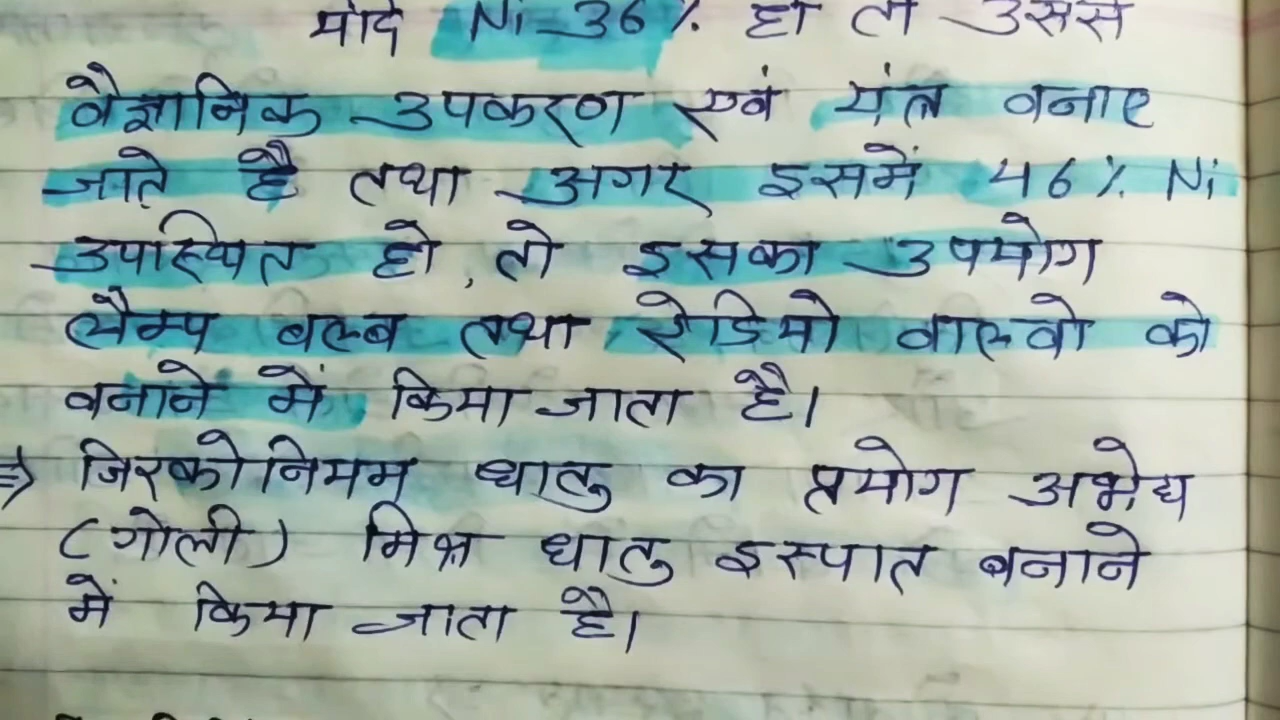 यदि Ni 36% हो तो उससे
वैज्ञानिक उपकरण एवं यंत्र बनाए
जाते है तथा अगर इसमें 46% Ni
उपस्थित हो, तो इसका उपयोग
लैम्प बल्ब तथा रेडियो वाल्वो को
बनाने में किया जाता है।
⇒ जिरकोनियमम् धातु का प्रयोग अभेद्य
(गोली) मिश्र धातु इस्पात बनाने
में किया जाता है।